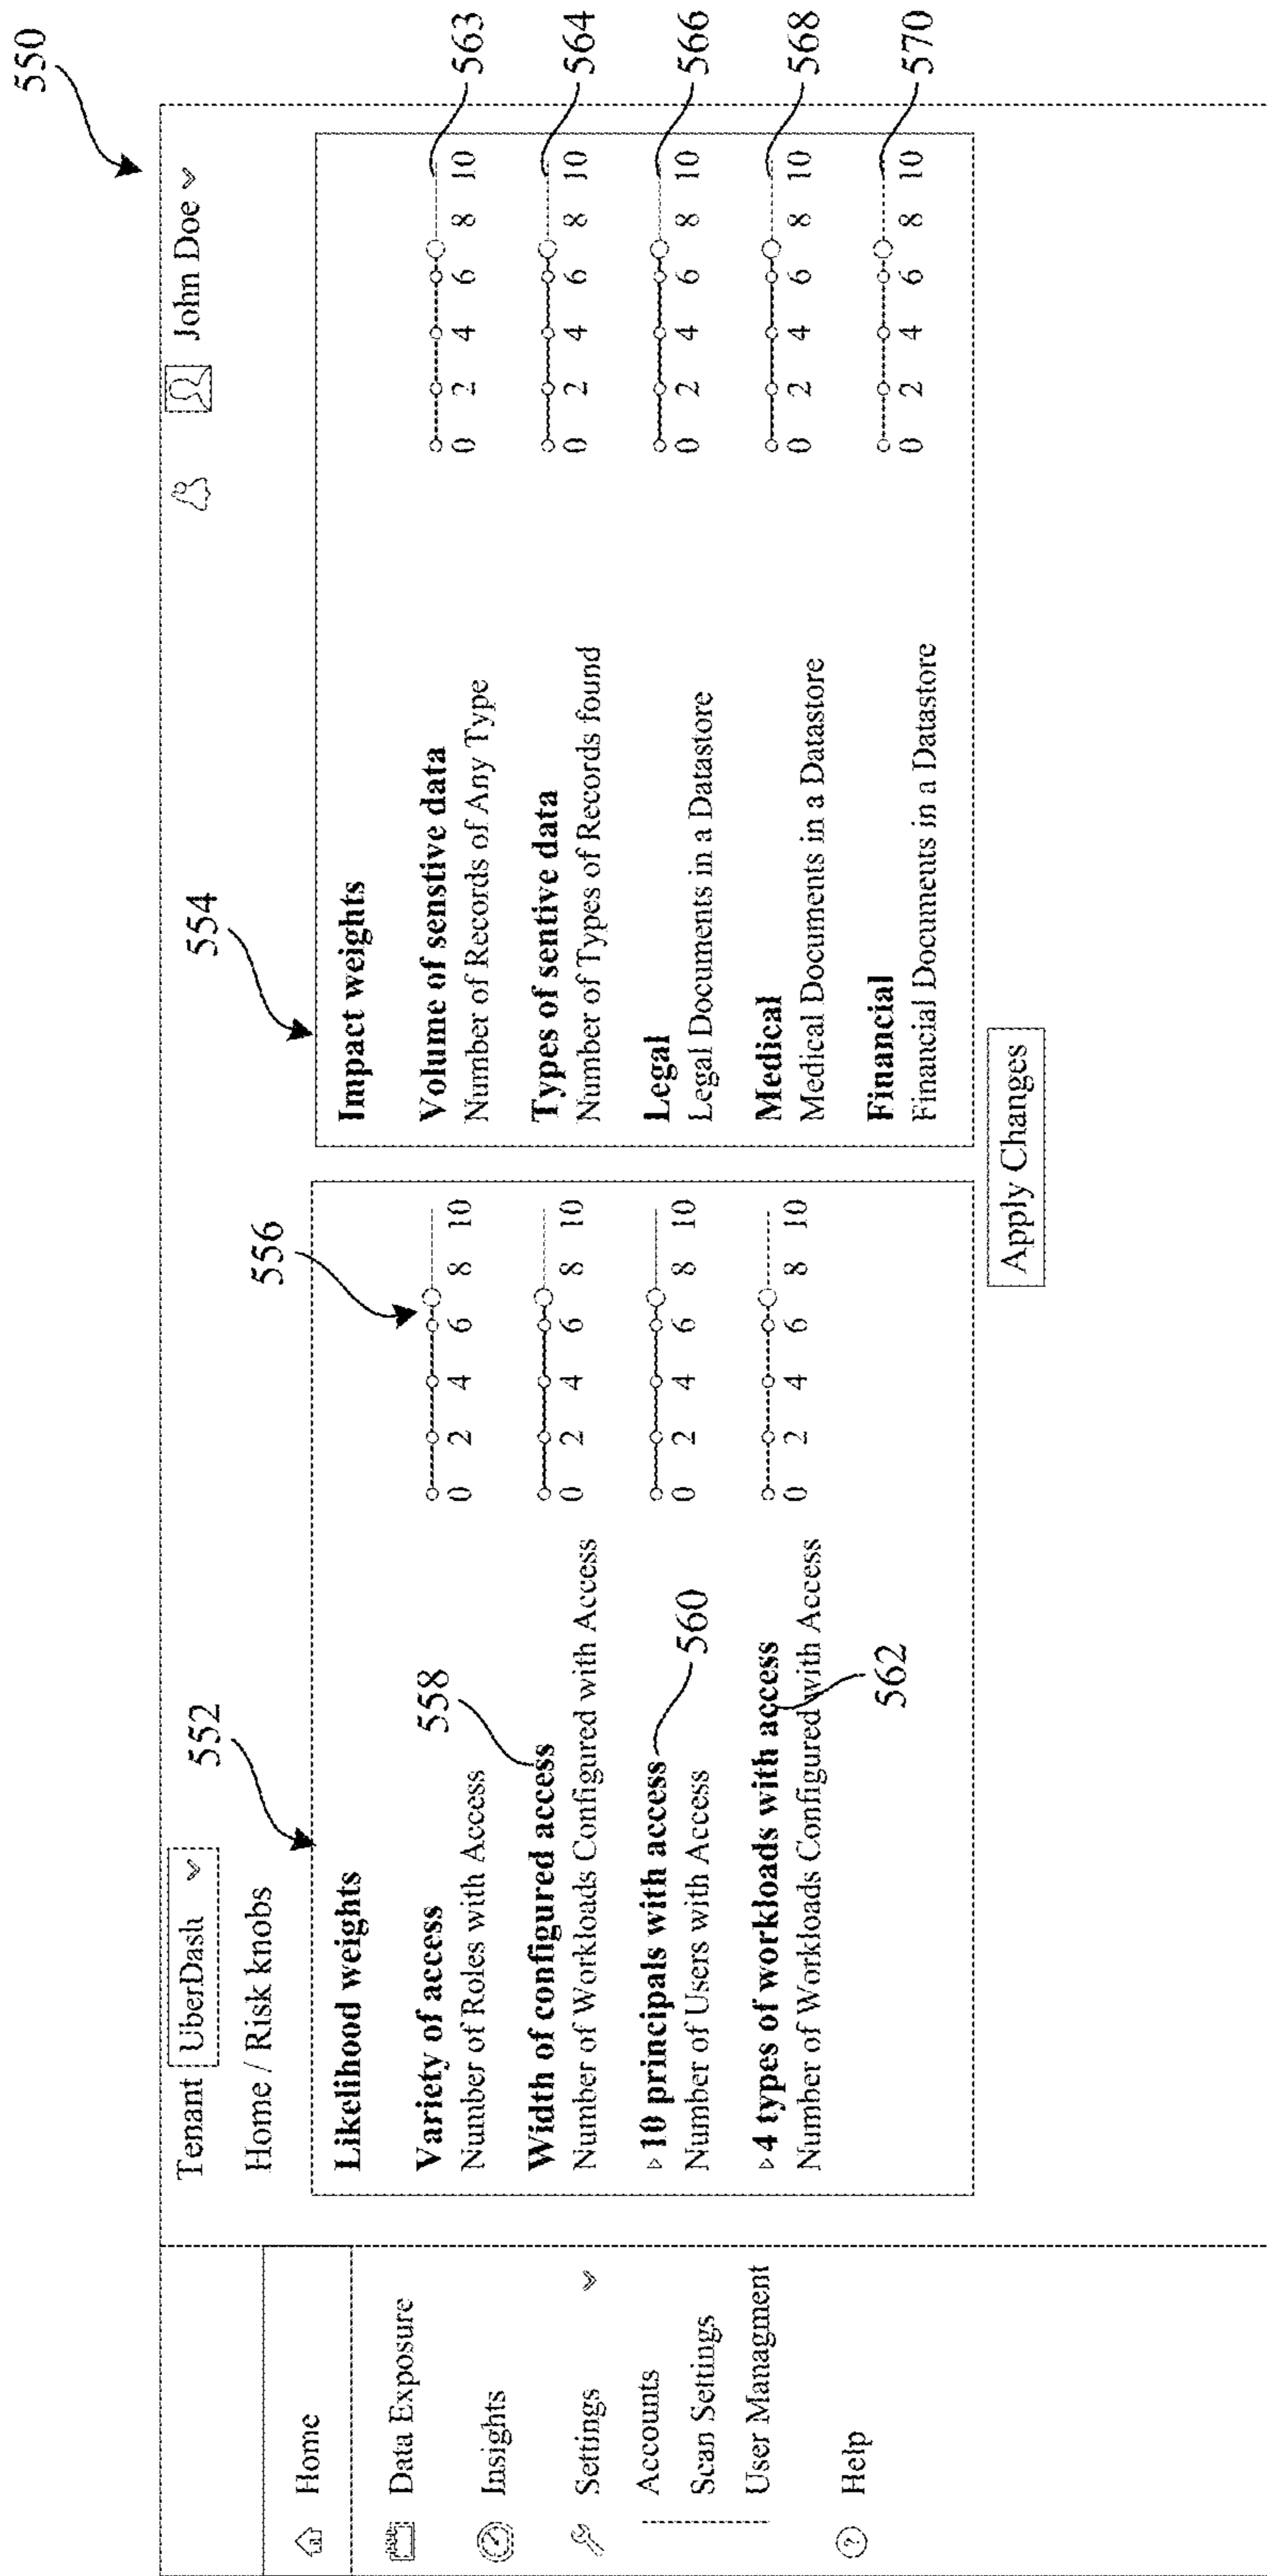 550
Tenant UberDash
John Doe
Home / Risk knobs
Home
Data Exposure
Insights
Settings
Accounts
Scan Settings
User Managment
Help
552
Likelihood weights
Variety of access
Number of Roles with Access
556
0 2 4 6 8 10
558
Width of configured access
Number of Workloads Configured with Access
0 2 4 6 8 10
10 principals with access
560
Number of Users with Access
0 2 4 6 8 10
4 types of workloads with access
562
Number of Workloads Configured with Access
0 2 4 6 8 10
554
Impact weights
Volume of senstive data
Number of Records of Any Type
0 2 4 6 8 10
563
Types of sentive data
Number of Types of Records found
0 2 4 6 8 10
564
Legal
Legal Documents in a Datastore
0 2 4 6 8 10
566
Medical
Medical Documents in a Datastore
0 2 4 6 8 10
568
Financial
Financial Documents in a Datastore
0 2 4 6 8 10
570
Apply Changes